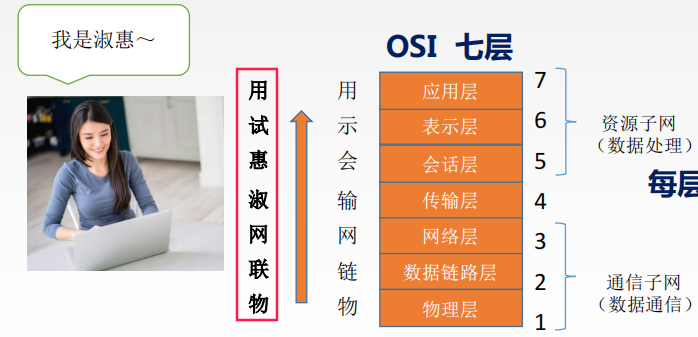 我是淑惠～
OSI 七层
用
试
惠
淑
网
联
物
用
示
会
输
网
链
物
应用层
表示层
会话层
传输层
网络层
数据链路层
物理层
7
6
5
4
3
2
1
资源子网
（数据处理）
每层
通信子网
（数据通信）